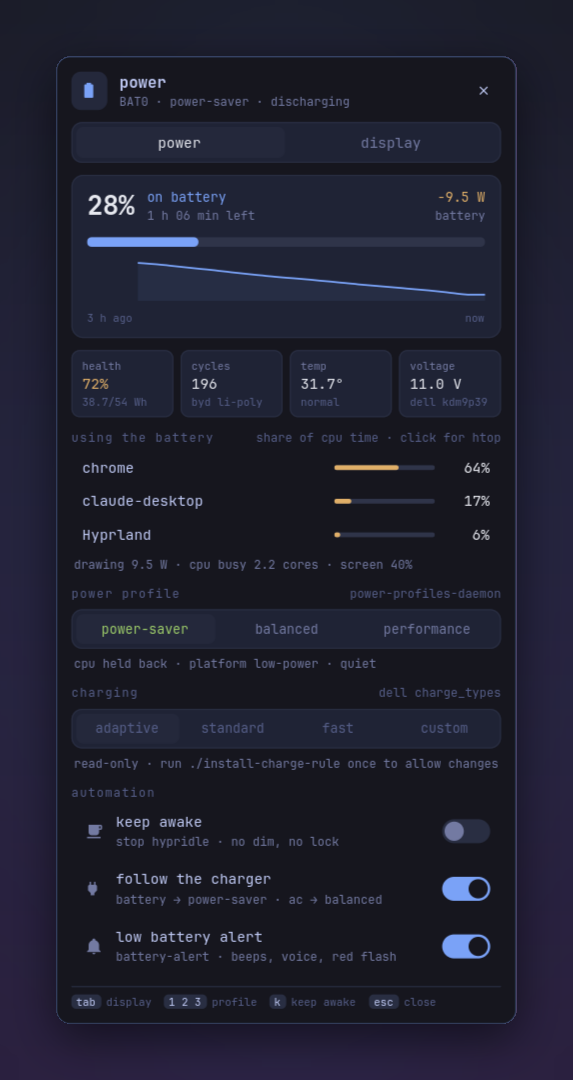 power
BAT0 · power-saver · discharging
×
power display
28% on battery -9.5 W
1 h 06 min left battery
3 h ago now
health cycles temp voltage
72% 196 31.7° 11.0 V
38.7/54 Wh byd li-poly normal dell kdm9p39
using the battery share of cpu time · click for htop
chrome 64%
claude-desktop 17%
Hyprland 6%
drawing 9.5 W · cpu busy 2.2 cores · screen 40%
power profile power-profiles-daemon
power-saver balanced performance
cpu held back · platform low-power · quiet
charging dell charge_types
adaptive standard fast custom
read-only · run ./install-charge-rule once to allow changes
automation
keep awake
stop hypridle · no dim, no lock
follow the charger
battery → power-saver · ac → balanced
low battery alert
battery-alert · beeps, voice, red flash
tab display 1 2 3 profile k keep awake esc close